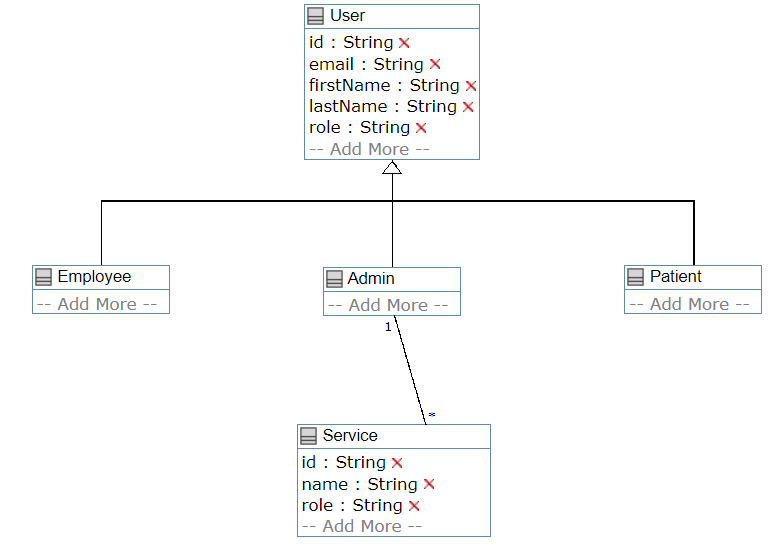 User
id : String
email : String
firstName : String
lastName : String
role : String
-- Add More --
Employee
-- Add More --
Admin
-- Add More --
Patient
-- Add More --
1
*
Service
id : String
name : String
role : String
-- Add More --